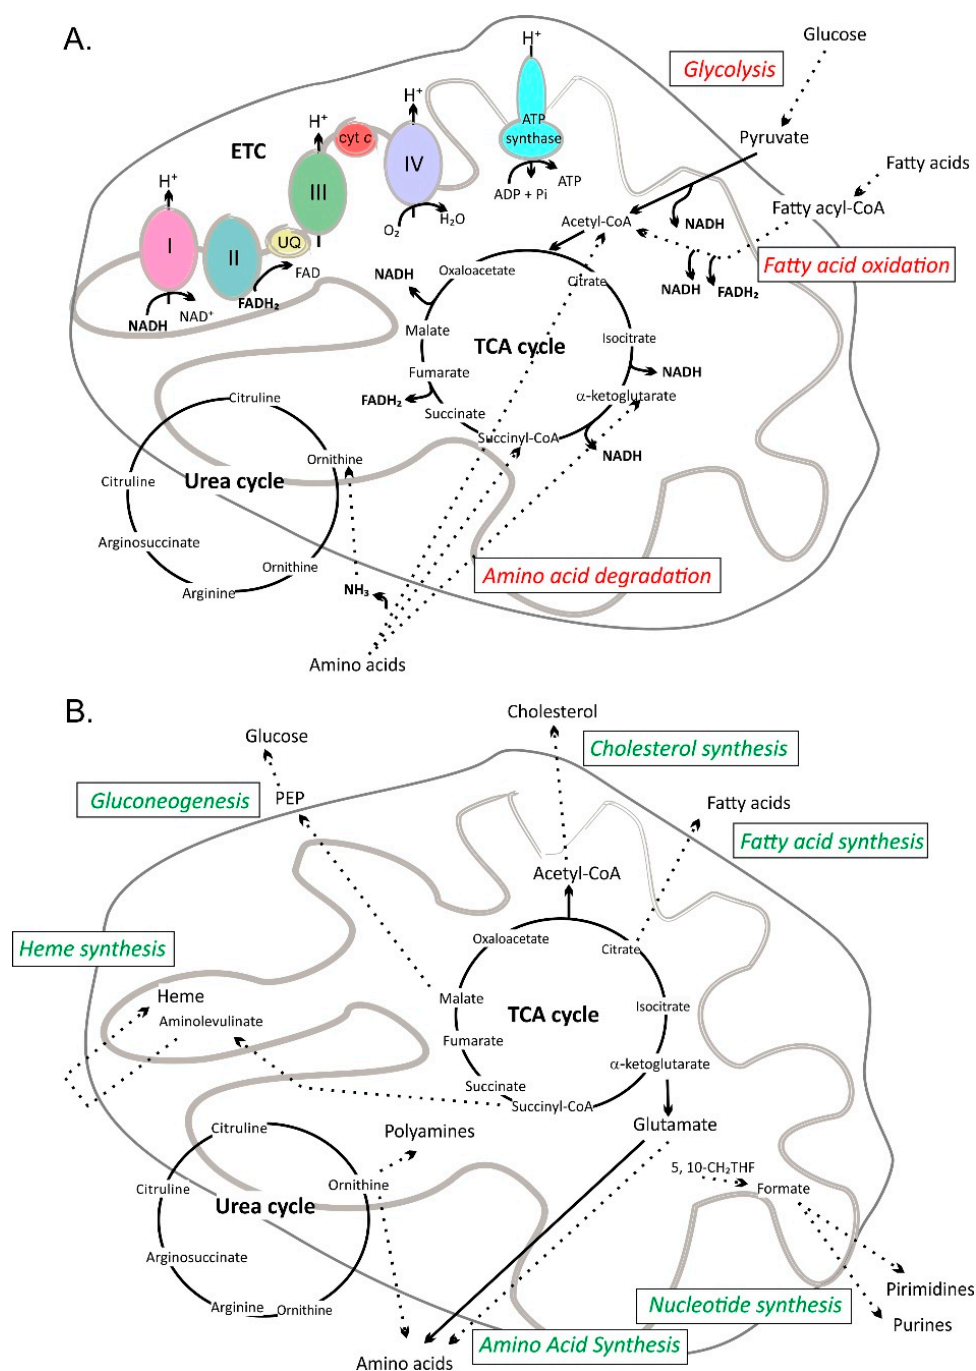 A.
Glucose
H⁺
Glycolysis
H⁺
H⁺
ATP
synthase
cyt c
Pyruvate
ETC
III
IV
ATP
ADP + Pi
Fatty acids
H⁺
O₂
H₂O
Acetyl-CoA
NADH
Fatty acyl-CoA
I
II
UQ
FAD
NADH
Oxaloacetate
Citrate
Fatty acid oxidation
NADH
NAD⁺
FADH₂
NADH
FADH₂
Malate
TCA cycle
Isocitrate
Fumarate
NADH
FADH₂
α-ketoglutarate
Citruline
Succinate
Succinyl-CoA
NADH
Ornithine
Citruline
Urea cycle
Arginosuccinate
Ornithine
Arginine
NH₃
Amino acid degradation
Amino acids
B.
Cholesterol
Glucose
Cholesterol synthesis
Gluconeogenesis
PEP
Fatty acids
Fatty acid synthesis
Acetyl-CoA
Heme synthesis
Oxaloacetate
Citrate
Heme
Malate
TCA cycle
Isocitrate
Aminolevulinate
Fumarate
α-ketoglutarate
Succinate
Succinyl-CoA
Citruline
Polyamines
Glutamate
5, 10-CH₂THF
Formate
Citruline
Ornithine
Urea cycle
Arginosuccinate
Pirimidines
Arginine
Ornithine
Nucleotide synthesis
Purines
Amino Acid Synthesis
Amino acids